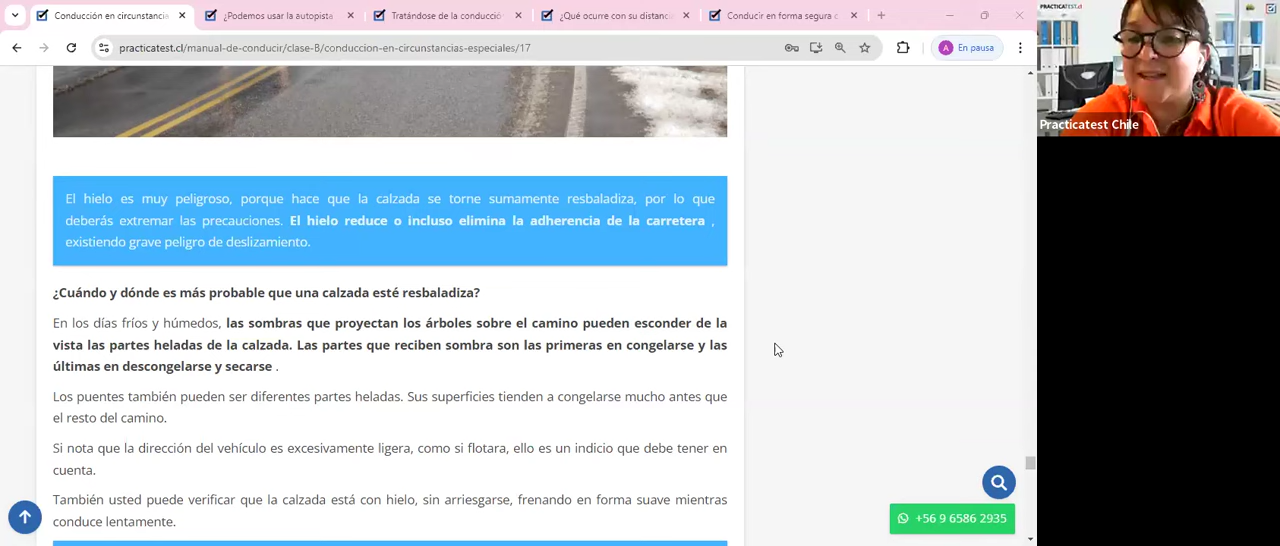 Conducción en circunstancia
¿Podemos usar la autopista
Tratándose de la conducción
¿Qué ocurre con su distanci
Conducir en forma segura d
practicatest.cl/manual-de-conducir/clase-B/conduccion-en-circunstancias-especiales/17
A En pausa
PRACTICATEST.cl
Practicatest Chile
El hielo es muy peligroso, porque hace que la calzada se torne sumamente resbaladiza, por lo que
deberás extremar las precauciones. El hielo reduce o incluso elimina la adherencia de la carretera ,
existiendo grave peligro de deslizamiento.
¿Cuándo y dónde es más probable que una calzada esté resbaladiza?
En los días fríos y húmedos, las sombras que proyectan los árboles sobre el camino pueden esconder de la
vista las partes heladas de la calzada. Las partes que reciben sombra son las primeras en congelarse y las
últimas en descongelarse y secarse .
Los puentes también pueden ser diferentes partes heladas. Sus superficies tienden a congelarse mucho antes que
el resto del camino.
Si nota que la dirección del vehículo es excesivamente ligera, como si flotara, ello es un indicio que debe tener en
cuenta.
También usted puede verificar que la calzada está con hielo, sin arriesgarse, frenando en forma suave mientras
conduce lentamente.
+56 9 6586 2935